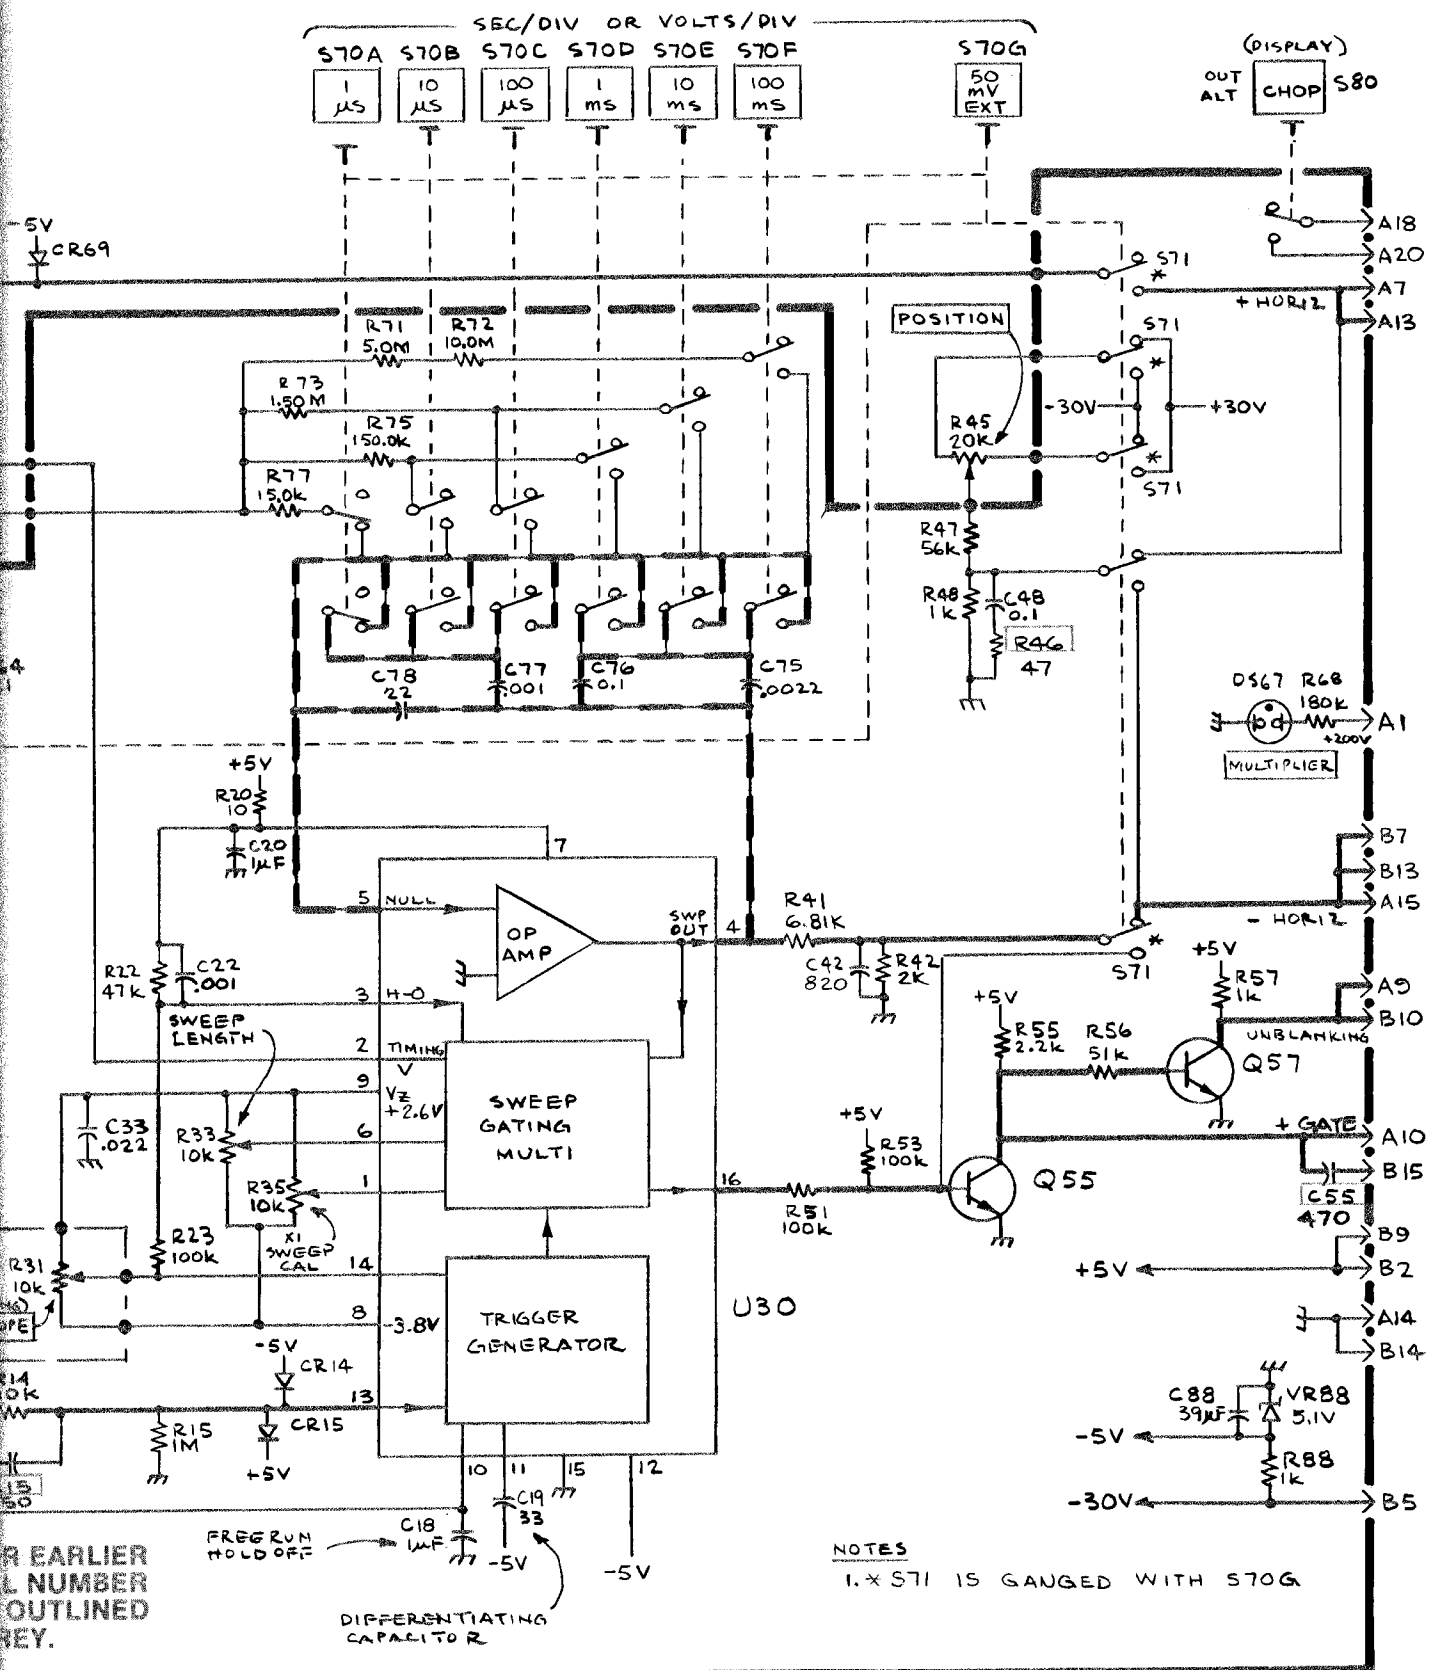 SEC/DIV OR VOLTS/DIV
S70A S70B S70C S70D S70E S70F S70G
1 µS
10 µS
100 µS
1 mS
10 mS
100 mS
50 mV EXT
(DISPLAY)
OUT ALT
CHOP
S80
A18
A20
-5V
CR69
S71
*
A7
+ HORIZ
A13
R71 5.0M
R72 10.0M
POSITION
S71
*
R73 1.50M
-30V
+30V
R75 150.0K
R45 20K
*
S71
R77 15.0K
R47 56K
R48 1K
C48 0.1
R46 47
C78 22
C77 .001
C76 0.1
C75 .0022
DS67
R68 180K
A1
+200V
MULTIPLIER
+5V
R20 10
C20 1µF
7
B7
B13
A15
- HORIZ
5 NULL
OP AMP
SWP OUT
4
R41 6.81K
*
S71
C42 820
R42 2K
+5V
R57 1K
A9
B10
UNBLANKING
R22 47K
C22 .001
3 H-O
SWEEP LENGTH
+5V
R55 2.2K
R56 51K
Q57
2 TIMING V
9 VZ +2.6V
SWEEP GATING MULTI
C33 .022
R33 10K
6
+5V
R53 100K
+ GATE
A10
B15
R35 10K
1
16
R51 100K
Q55
C55 470
X1 SWEEP CAL
R23 100K
R31 10K
14
B9
+5V
B2
8 -3.8V
TRIGGER GENERATOR
U30
A14
B14
-5V
CR14
13
R15 1M
CR15
+5V
C88 39µF
VR88 5.1V
-5V
R88 1K
-30V
B5
10 11 15 12
C18 1µF
C19 33
FREE RUN HOLD OFF
-5V
-5V
DIFFERENTIATING CAPACITOR
NOTES
1. * S71 IS GANGED WITH S70G
R EARLIER
L NUMBER
OUTLINED
REY.